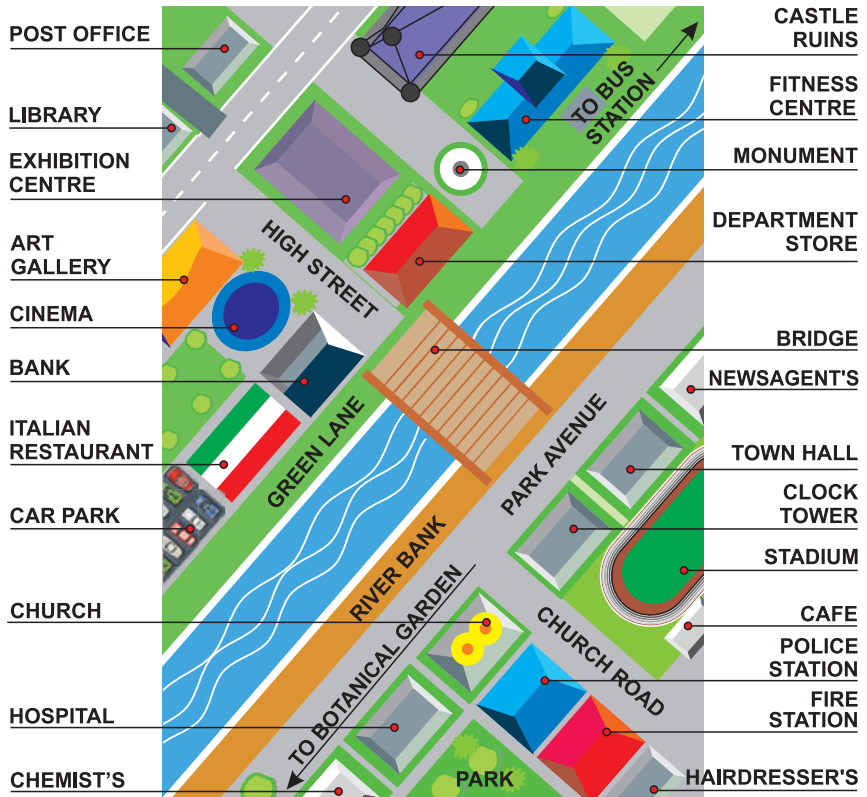 POST OFFICE
LIBRARY
EXHIBITION
CENTRE
ART
GALLERY
CINEMA
BANK
ITALIAN
RESTAURANT
CAR PARK
CHURCH
HOSPITAL
CHEMIST'S
TO BUS
STATION
HIGH STREET
GREEN LANE
PARK AVENUE
RIVER BANK
TO BOTANICAL GARDEN
CHURCH ROAD
PARK
CASTLE
RUINS
FITNESS
CENTRE
MONUMENT
DEPARTMENT
STORE
BRIDGE
NEWSAGENT'S
TOWN HALL
CLOCK
TOWER
STADIUM
CAFE
POLICE
STATION
FIRE
STATION
HAIRDRESSER'S